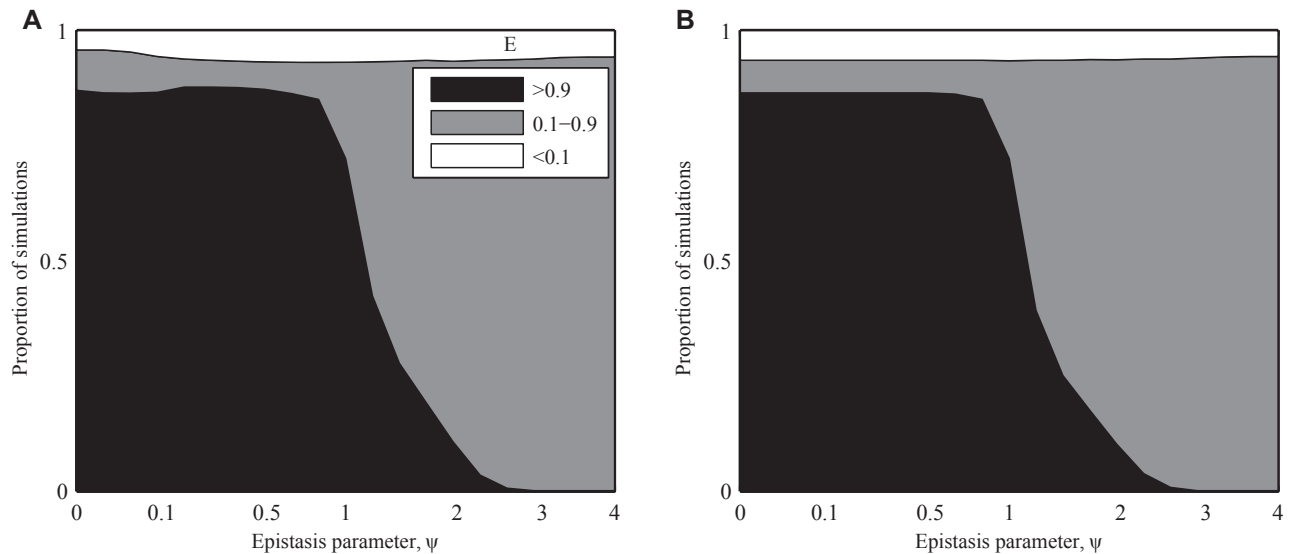 A
1
0.5
0
Proportion of simulations
E
>0.9
0.1−0.9
<0.1
0 0.1 0.5 1 2 3 4
Epistasis parameter, ψ
B
1
0.5
0
Proportion of simulations
0 0.1 0.5 1 2 3 4
Epistasis parameter, ψ